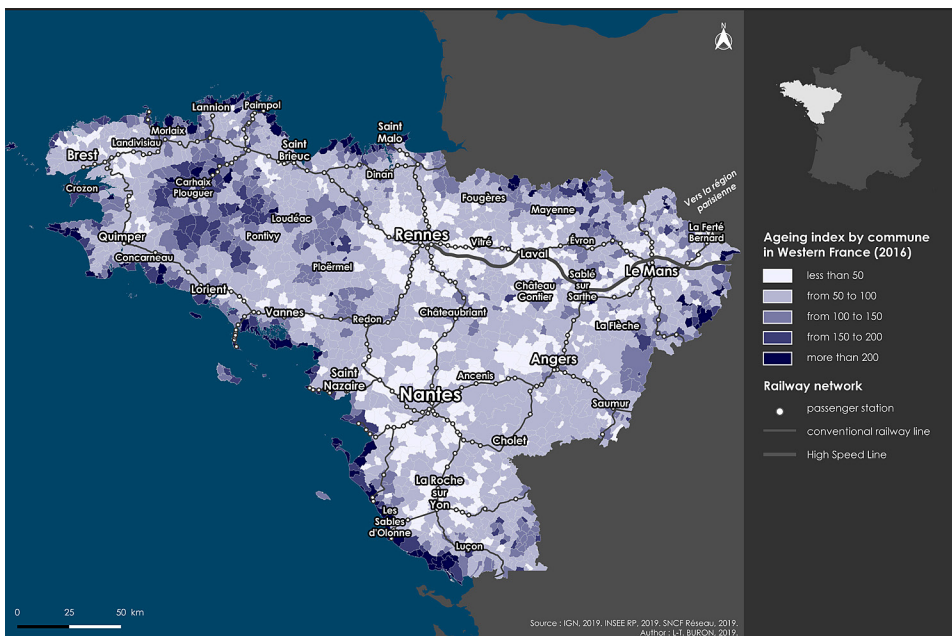 N
Lannion
Paimpol
Morlaix
Landivisiau
Saint
Brieuc
Saint
Malo
Brest
Dinan
Crozon
Carhaix
Plouguer
Fougères
Mayenne
Vers la région
parisienne
Loudéac
La Ferté
Bernard
Quimper
Pontivy
Rennes
Vitré
Laval
Évron
Le Mans
Concarneau
Ploërmel
Sablé
sur
Sarthe
Château
Gontier
Lorient
Vannes
Redon
Châteaubriant
La Flèche
Angers
Saint
Nazaire
Ancenis
Nantes
Saumur
Cholet
La Roche
sur
Yon
Les
Sables
d'Olonne
Luçon
0 25 50 km
Source : IGN, 2019, INSEE RP, 2019, SNCF Réseau, 2019.
Author : L-T. BURON, 2019.
Ageing index by commune
in Western France (2016)
less than 50
from 50 to 100
from 100 to 150
from 150 to 200
more than 200
Railway network
passenger station
conventional railway line
High Speed Line